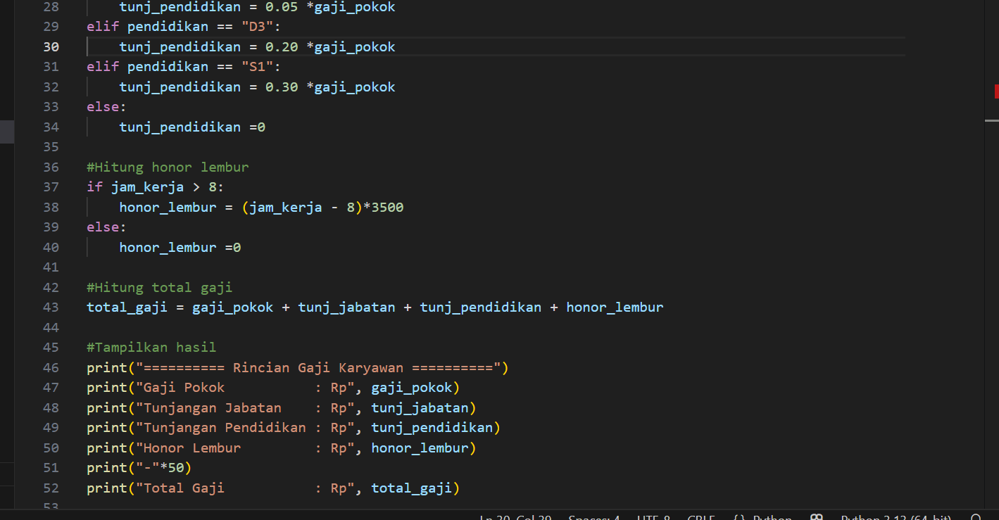 28 tunj_pendidikan = 0.05 *gaji_pokok
29 elif pendidikan == "D3":
30 tunj_pendidikan = 0.20 *gaji_pokok
31 elif pendidikan == "S1":
32 tunj_pendidikan = 0.30 *gaji_pokok
33 else:
34 tunj_pendidikan =0
35
36 #Hitung honor lembur
37 if jam_kerja > 8:
38 honor_lembur = (jam_kerja - 8)*3500
39 else:
40 honor_lembur =0
41
42 #Hitung total gaji
43 total_gaji = gaji_pokok + tunj_jabatan + tunj_pendidikan + honor_lembur
44
45 #Tampilkan hasil
46 print("========== Rincian Gaji Karyawan ==========")
47 print("Gaji Pokok           : Rp", gaji_pokok)
48 print("Tunjangan Jabatan    : Rp", tunj_jabatan)
49 print("Tunjangan Pendidikan : Rp", tunj_pendidikan)
50 print("Honor Lembur         : Rp", honor_lembur)
51 print("-"*50)
52 print("Total Gaji           : Rp", total_gaji)
53
Ln 30, Col 39 Spaces: 4 UTF-8 CRLF {} Python Python 3.13 (64-bit)